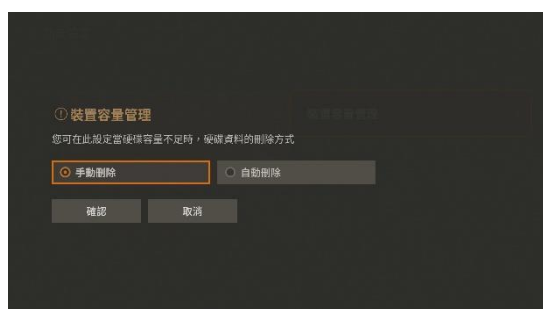 裝置容量管理
您可在此設定當硬碟容量不足時，硬碟資料的刪除方式
手動刪除
自動刪除
確認
取消